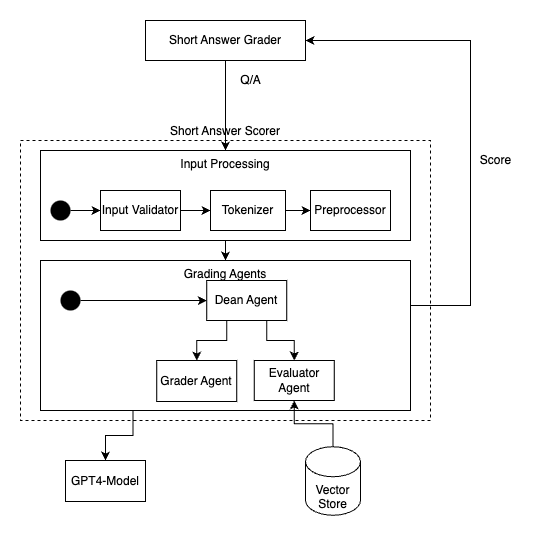 Short Answer Grader
Q/A
Short Answer Scorer
Input Processing
Score
Input Validator
Tokenizer
Preprocessor
Grading Agents
Dean Agent
Grader Agent
Evaluator
Agent
GPT4-Model
Vector
Store